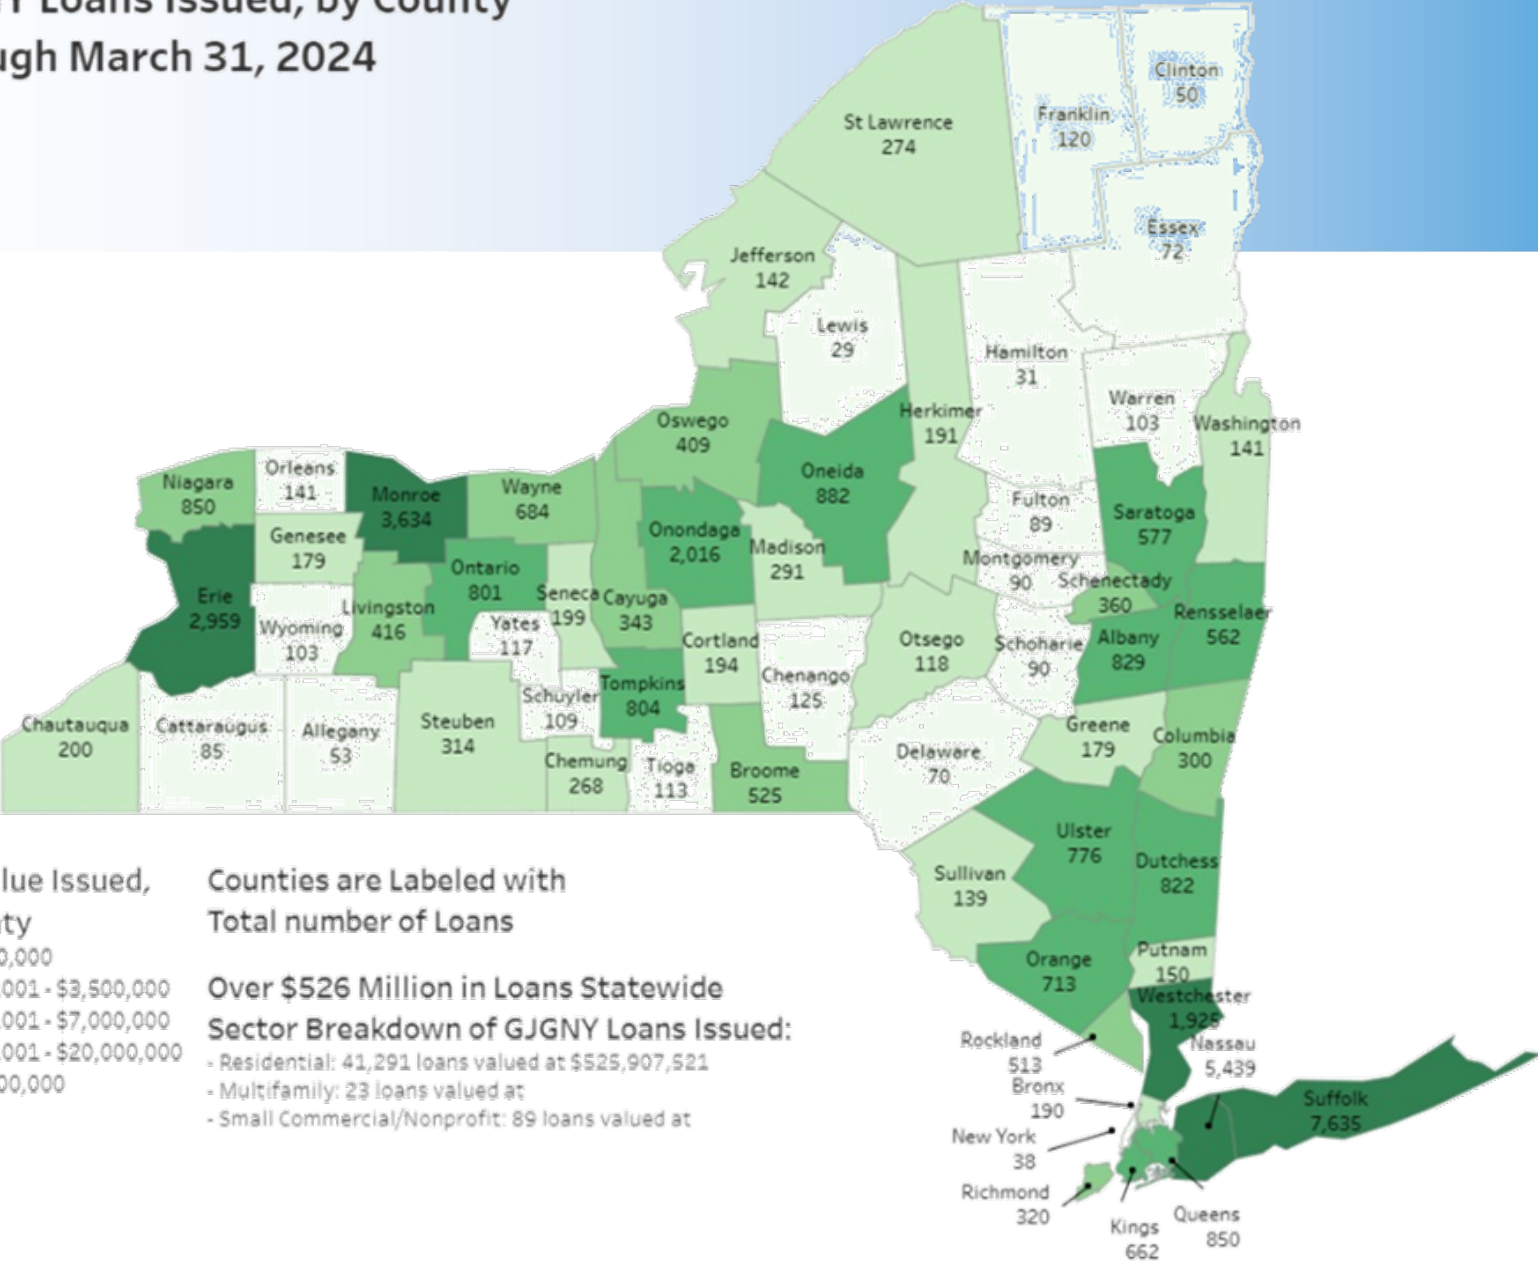 Y Loans Issued, by County
ugh March 31, 2024
Clinton
50
Franklin
120
St Lawrence
274
Essex
72
Jefferson
142
Lewis
29
Hamilton
31
Herkimer
191
Warren
103
Washington
141
Oswego
409
Oneida
882
Niagara
850
Orleans
141
Monroe
3,634
Wayne
684
Fulton
89
Saratoga
577
Genesee
179
Onondaga
2,016
Madison
291
Montgomery
90
Schenectady
360
Ontario
801
Seneca
199
Cayuga
343
Erie
2,959
Wyoming
103
Livingston
416
Yates
117
Rensselaer
562
Cortland
194
Otsego
118
Schoharie
90
Albany
829
Chenango
125
Tompkins
804
Schuyler
109
Chautauqua
200
Cattaraugus
85
Allegany
53
Steuben
314
Chemung
268
Tioga
113
Broome
525
Delaware
70
Greene
179
Columbia
300
Ulster
776
Dutchess
822
Sullivan
139
Orange
713
Putnam
150
Westchester
1,925
Rockland
513
Nassau
5,439
Bronx
190
Suffolk
7,635
New York
38
Richmond
320
Kings
662
Queens
850
lue Issued,
ty
0,000
001 - $3,500,000
001 - $7,000,000
001 - $20,000,000
00,000
Counties are Labeled with
Total number of Loans
Over $526 Million in Loans Statewide
Sector Breakdown of GJGNY Loans Issued:
- Residential: 41,291 loans valued at $525,907,521
- Multifamily: 23 loans valued at
- Small Commercial/Nonprofit: 89 loans valued at